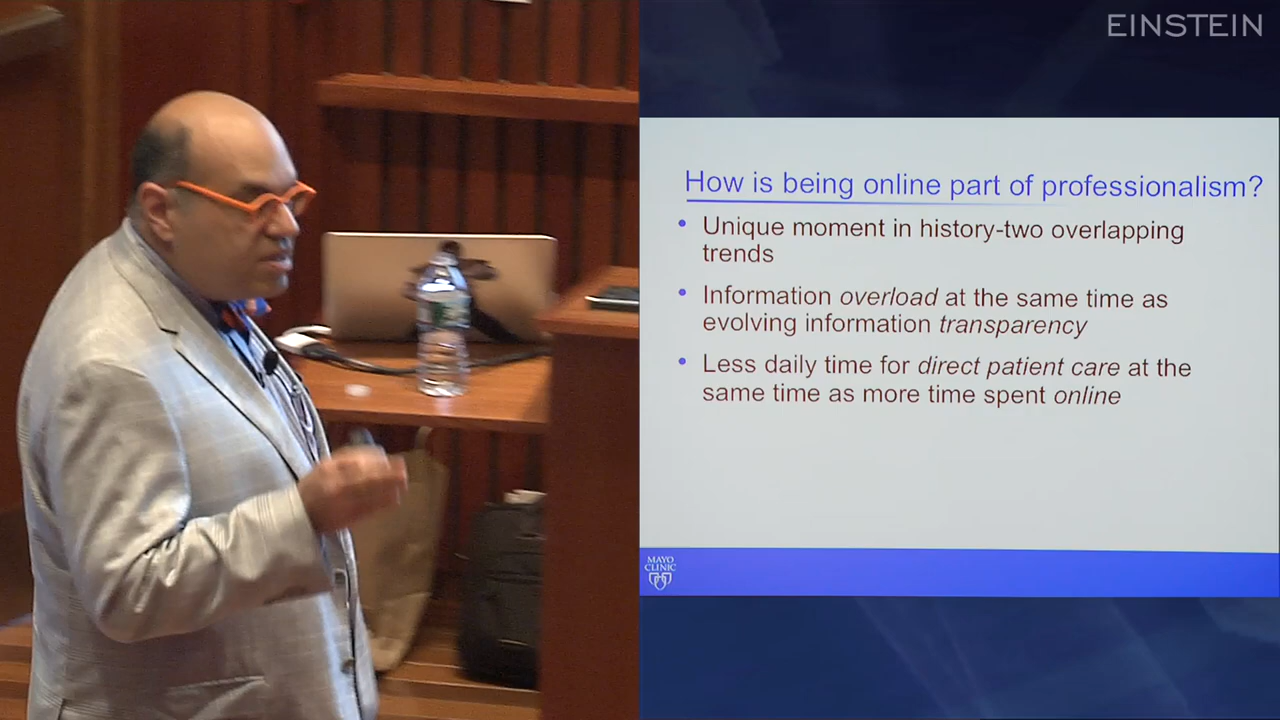 EINSTEIN
How is being online part of professionalism?
Unique moment in history-two overlapping
trends
Information overload at the same time as
evolving information transparency
Less daily time for direct patient care at the
same time as more time spent online
MAYO
CLINIC